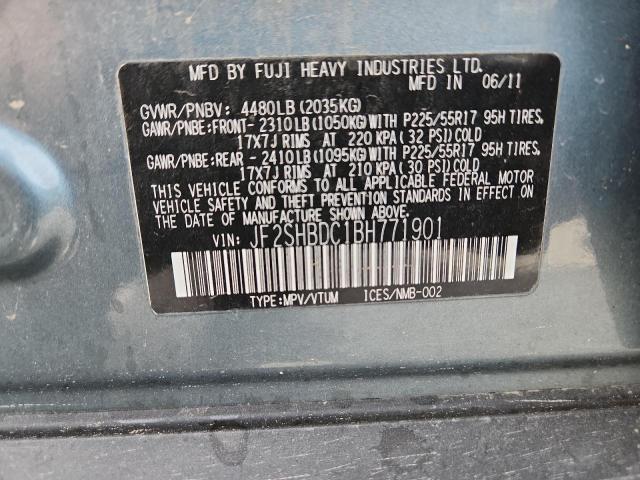 MFD BY FUJI HEAVY INDUSTRIES LTD.
MFD IN 06/11
GVWR/PNBV: 4480LB(2035KG)
GAWR/PNBE:FRONT-2310LB(1050KG)WITH P225/55R17 95H TIRES,
17X7J RIMS AT 220 KPA(32 PSI)COLD
GAWR/PNBE:REAR -2410LB(1095KG)WITH P225/55R17 95H TIRES,
17X7J RIMS AT 210 KPA(30 PSI)COLD
THIS VEHICLE CONFORMS TO ALL APPLICABLE FEDERAL MOTOR
VEHICLE SAFETY AND THEFT PREVENTION STANDARDS IN EFFECT
ON THE DATE OF MANUFACTURE SHOWN ABOVE.
VIN: JF2SHBDC1BH771901
TYPE:MPV/VTUM ICES/NMB-002